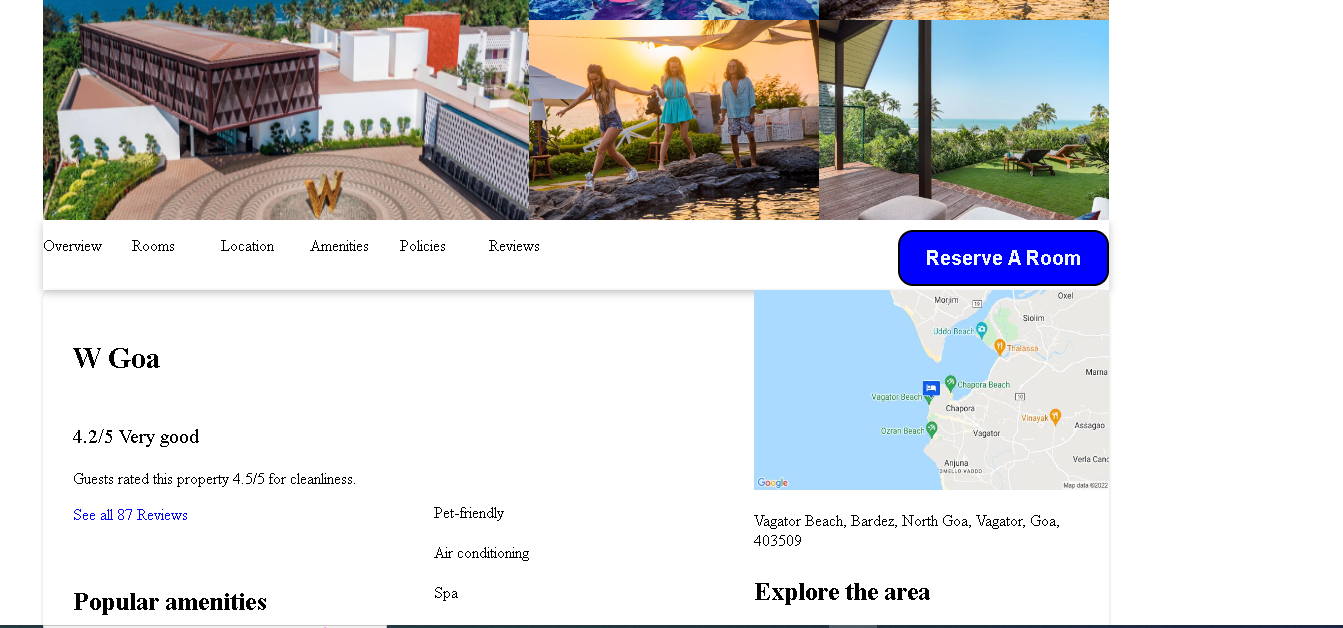 W
Overview Rooms Location Amenities Policies Reviews
Reserve A Room
W Goa
4.2/5 Very good
Guests rated this property 4.5/5 for cleanliness.
See all 87 Reviews
Popular amenities
Pet-friendly
Air conditioning
Spa
Morjim
19
Oxel
Siolim
Uddo Beach
Thalassa
Marna
Chapora Beach
Vagator Beach
10
Chapora
Vinayak
Assagao
Ozran Beach
Vagator
Verla Canc
Anjuna
Google
Map data ©2022
Vagator Beach, Bardez, North Goa, Vagator, Goa,
403509
Explore the area